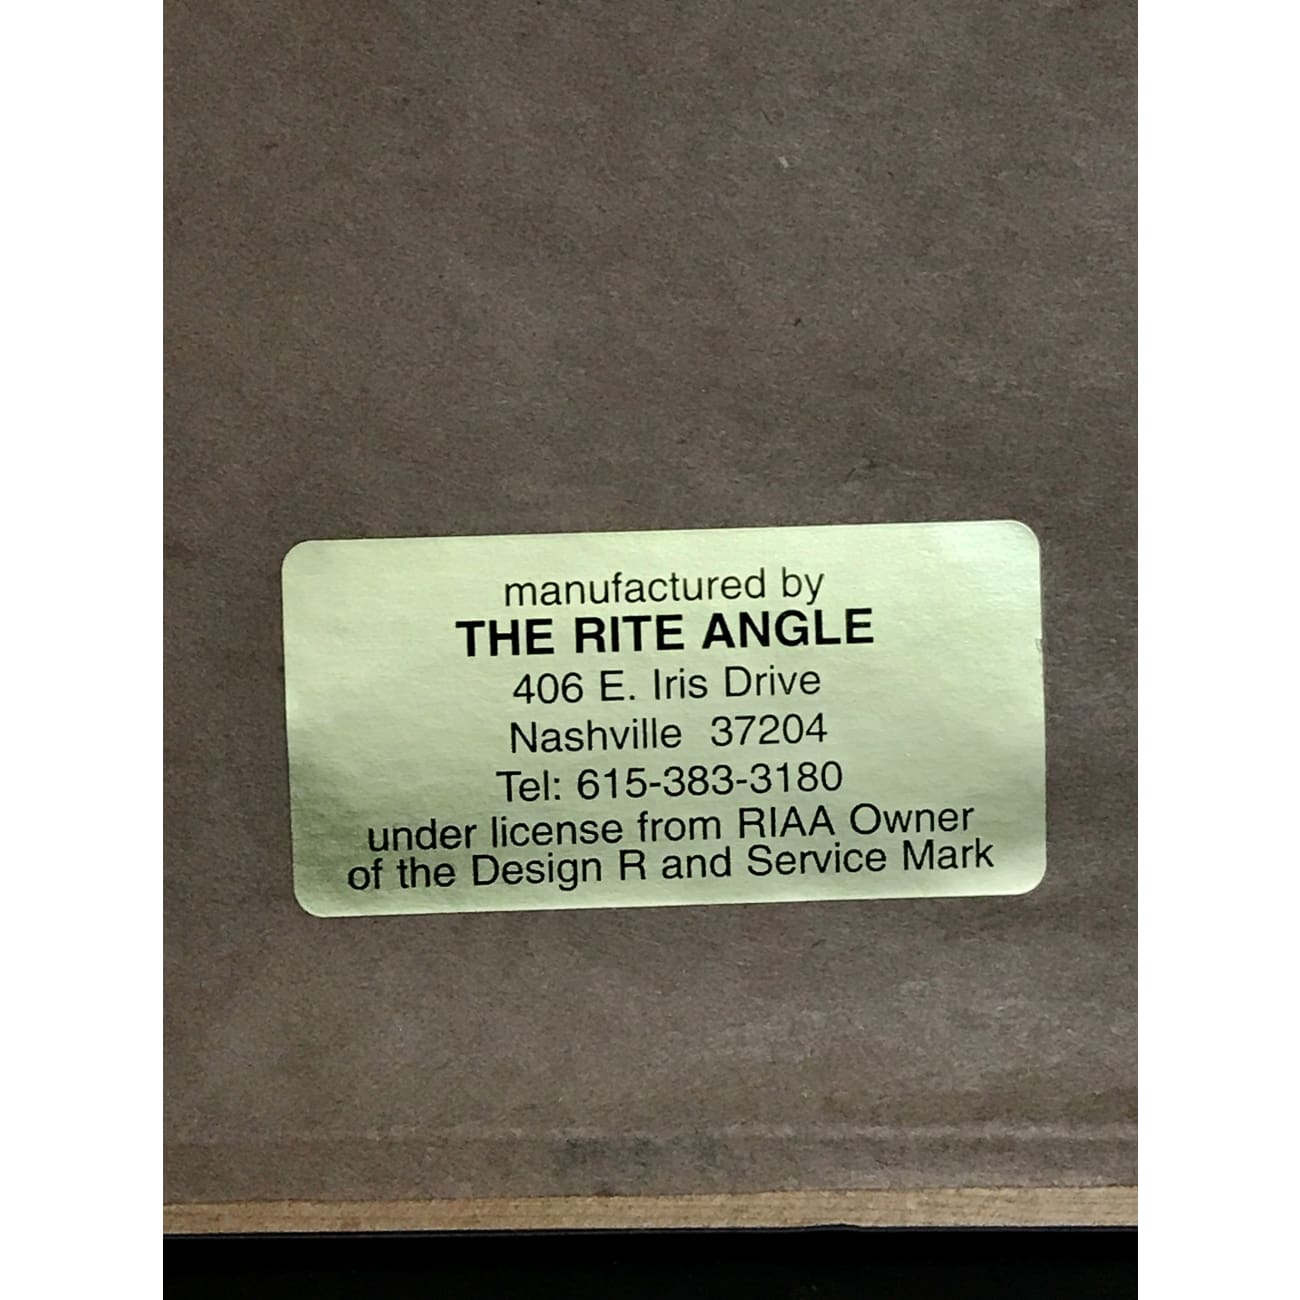 manufactured by
THE RITE ANGLE
406 E. Iris Drive
Nashville 37204
Tel: 615-383-3180
under license from RIAA Owner
of the Design R and Service Mark